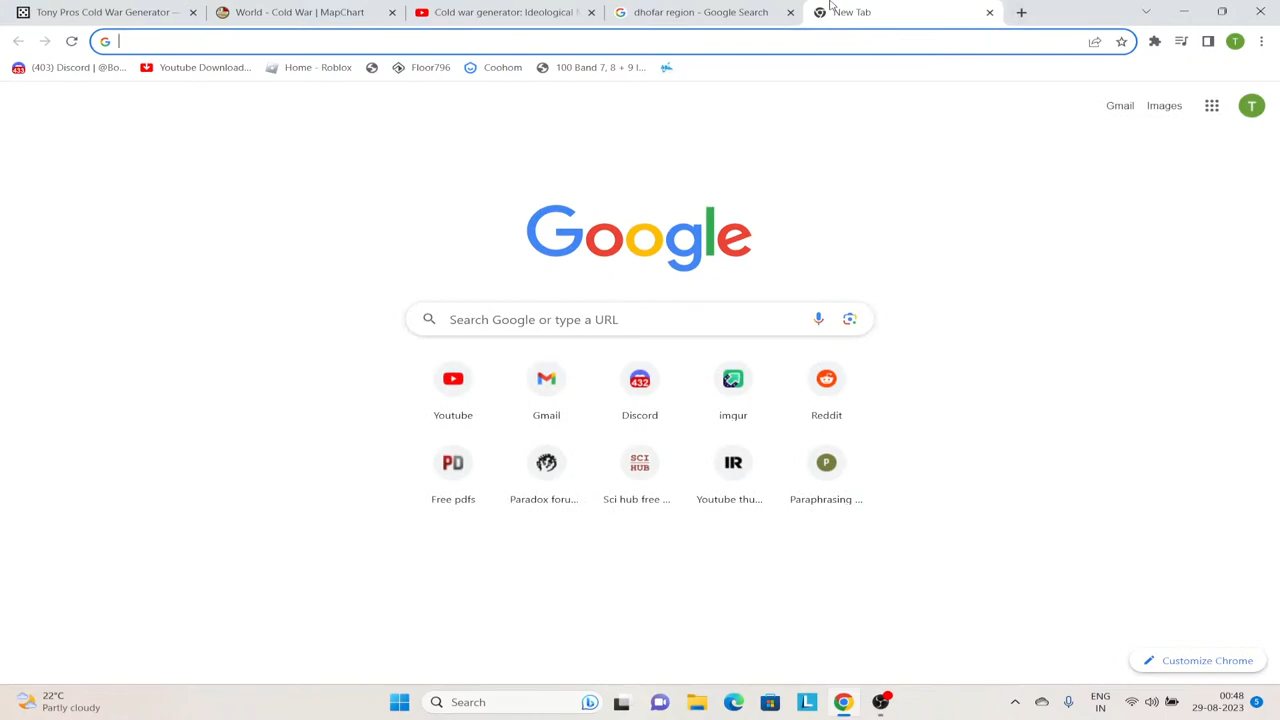 Tony Pros Cold War Generator —
World - Cold War | MapChart
Cold war generator: Ideological
dhofar region - Google Search
New Tab
(403) Discord | @Bo...
Youtube Download...
Home - Roblox
Floor796
Coohom
100 Band 7, 8 + 9 I...
Gmail
Images
T
T
Google
Search Google or type a URL
Youtube
Gmail
432
Discord
imgur
Reddit
PD
Free pdfs
Paradox foru...
SCI
HUB
Sci hub free ...
IR
Youtube thu...
P
Paraphrasing ...
Customize Chrome
22°C
Partly cloudy
Search
L
ENG
IN
00:48
29-08-2023
5